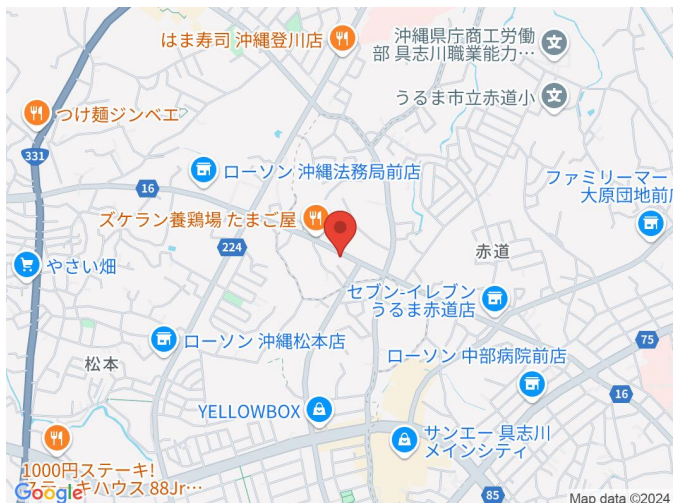 はま寿司 沖縄登川店
沖縄県庁商工労働
部 具志川職業能力…
うるま市立赤道小
つけ麺ジンベエ
331
16
ローソン 沖縄法務局前店
ファミリーマー
大原団地前店
ズケラン養鶏場 たまご屋
224
赤道
やさい畑
セブン-イレブン
うるま赤道店
ローソン 沖縄松本店
75
松本
ローソン 中部病院前店
16
YELLOWBOX
サンエー 具志川
メインシティ
1000円ステーキ!
ステーキハウス 88Jr…
85
Google
Map data ©2024